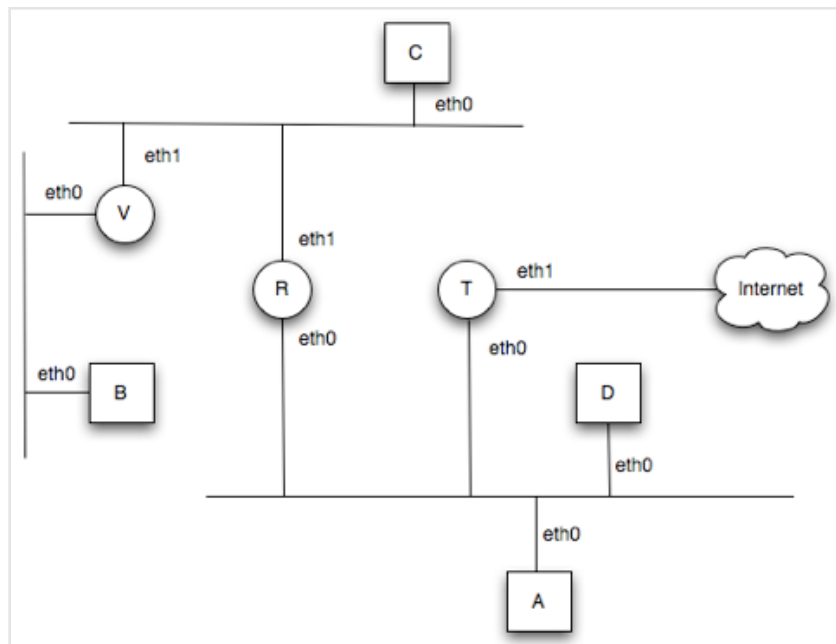 C
eth0
eth1
eth0
V
eth1
eth1
R
T
Internet
eth0
eth0
eth0
B
D
eth0
eth0
A